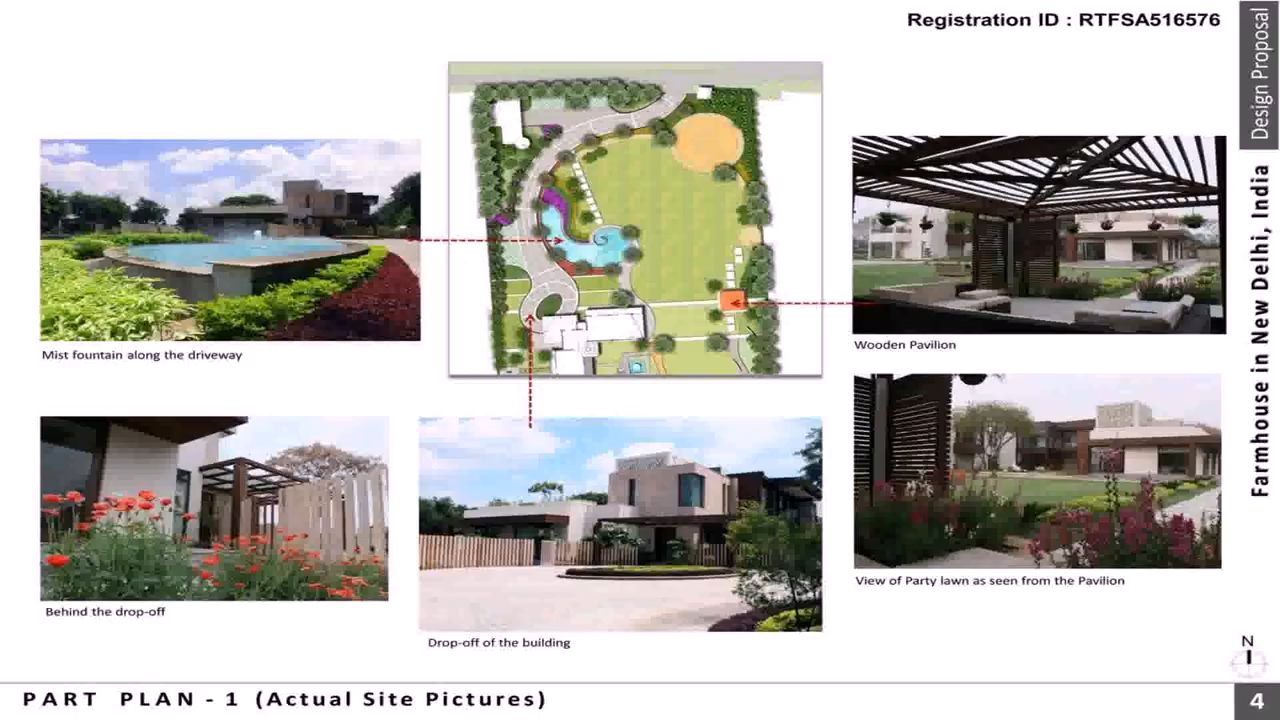 Registration ID : RTFSA516576
Design Proposal
Farmhouse in New Delhi, India
Mist fountain along the driveway
Wooden Pavilion
Behind the drop-off
Drop-off of the building
View of Party lawn as seen from the Pavilion
N
PART PLAN - 1 (Actual Site Pictures)
4